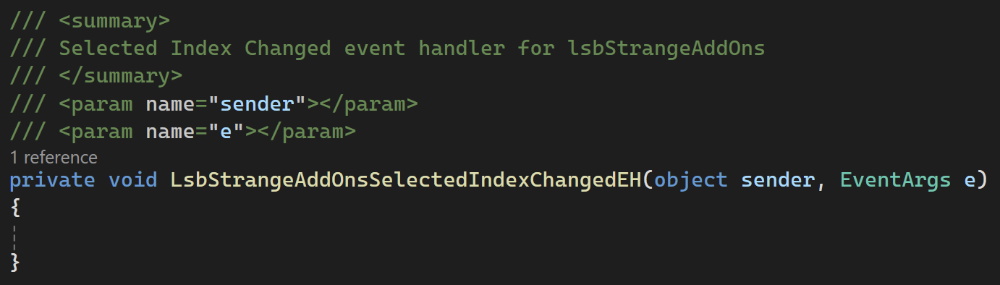 /// <summary>
/// Selected Index Changed event handler for lsbStrangeAddOns
/// </summary>
/// <param name="sender"></param>
/// <param name="e"></param>
1 reference
private void LsbStrangeAddOnsSelectedIndexChangedEH(object sender, EventArgs e)
{
}